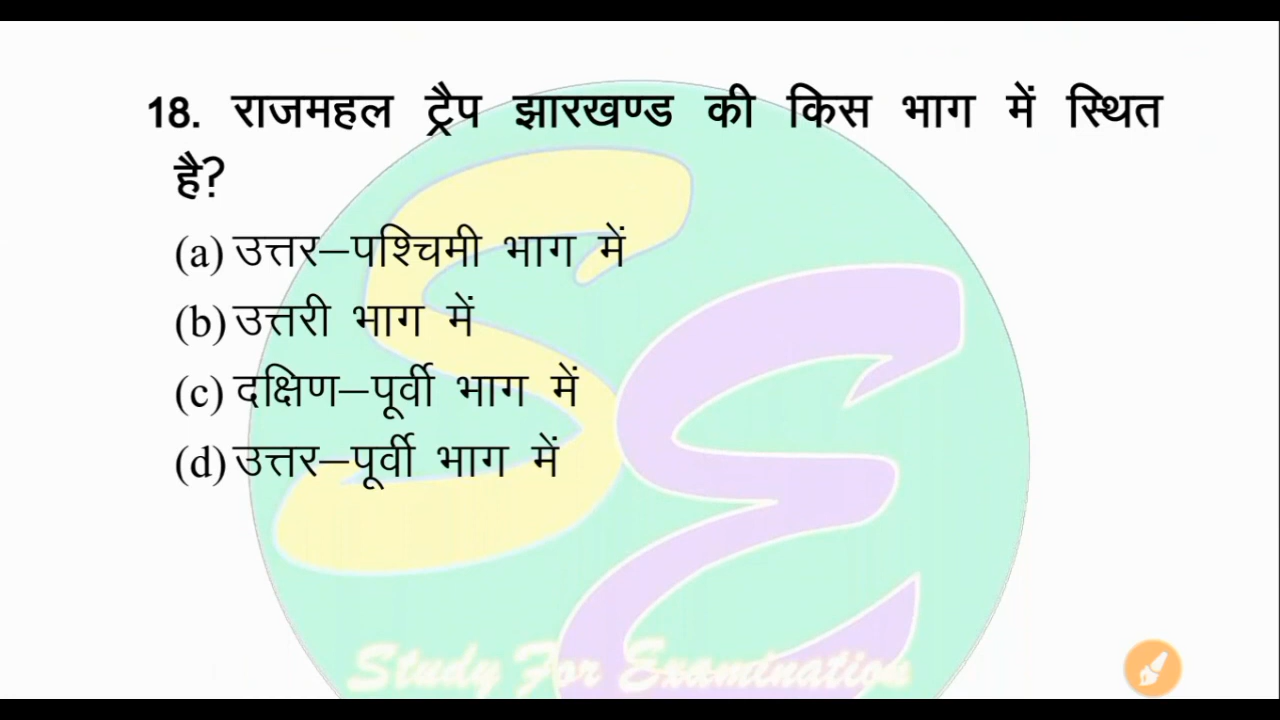 18. राजमहल ट्रैप झारखण्ड की किस भाग में स्थित
है?
(a) उत्तर–पश्चिमी भाग में
(b) उत्तरी भाग में
(c) दक्षिण–पूर्वी भाग में
(d) उत्तर–पूर्वी भाग में
Study For Examination